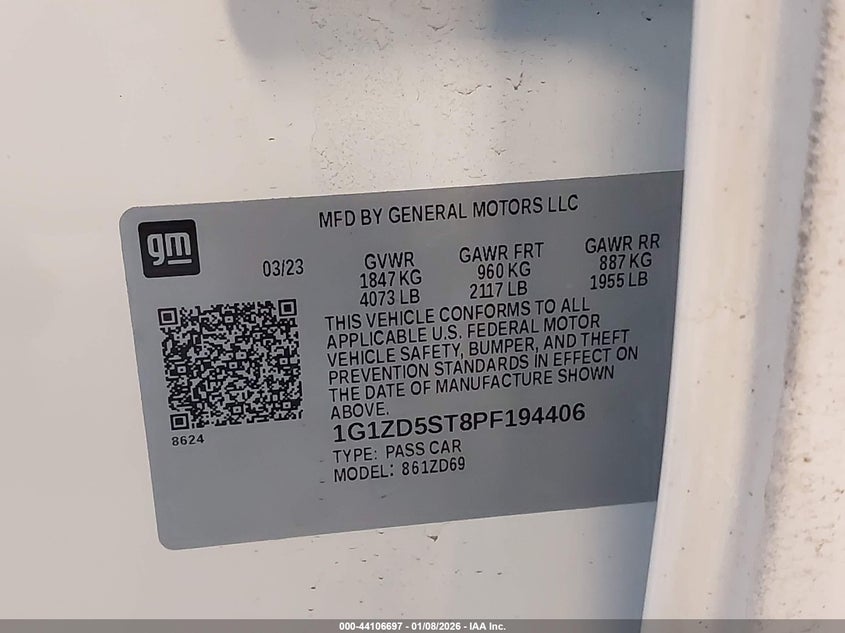 MFD BY GENERAL MOTORS LLC
gm
03/23
GVWR
1847 KG
4073 LB
GAWR FRT
960 KG
2117 LB
GAWR RR
887 KG
1955 LB
THIS VEHICLE CONFORMS TO ALL
APPLICABLE U.S. FEDERAL MOTOR
VEHICLE SAFETY, BUMPER, AND THEFT
PREVENTION STANDARDS IN EFFECT ON
THE DATE OF MANUFACTURE SHOWN
ABOVE.
8624
1G1ZD5ST8PF194406
TYPE: PASS CAR
MODEL: 861ZD69
000-44106697 - 01/08/2026 - IAA Inc.